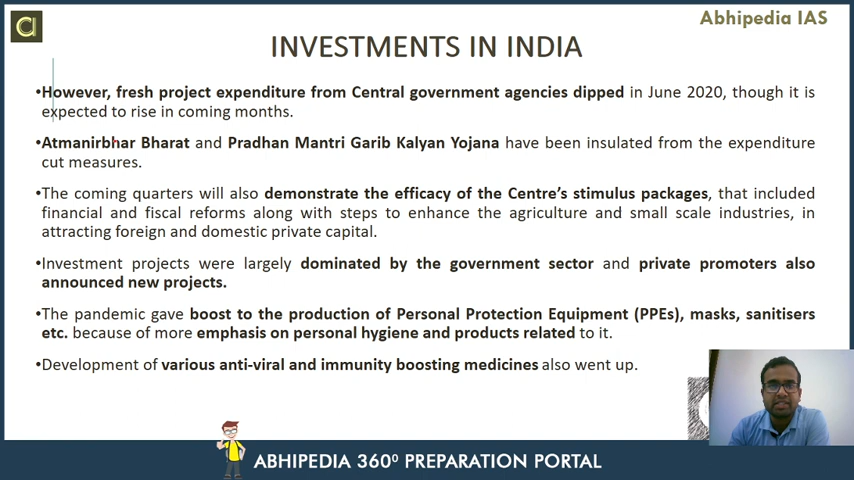 Abhipedia IAS
INVESTMENTS IN INDIA
•However, fresh project expenditure from Central government agencies dipped in June 2020, though it is
expected to rise in coming months.
•Atmanirbhar Bharat and Pradhan Mantri Garib Kalyan Yojana have been insulated from the expenditure
cut measures.
•The coming quarters will also demonstrate the efficacy of the Centre's stimulus packages, that included
financial and fiscal reforms along with steps to enhance the agriculture and small scale industries, in
attracting foreign and domestic private capital.
•Investment projects were largely dominated by the government sector and private promoters also
announced new projects.
•The pandemic gave boost to the production of Personal Protection Equipment (PPEs), masks, sanitisers
etc. because of more emphasis on personal hygiene and products related to it.
•Development of various anti-viral and immunity boosting medicines also went up.
ABHIPEDIA 360⁰ PREPARATION PORTAL